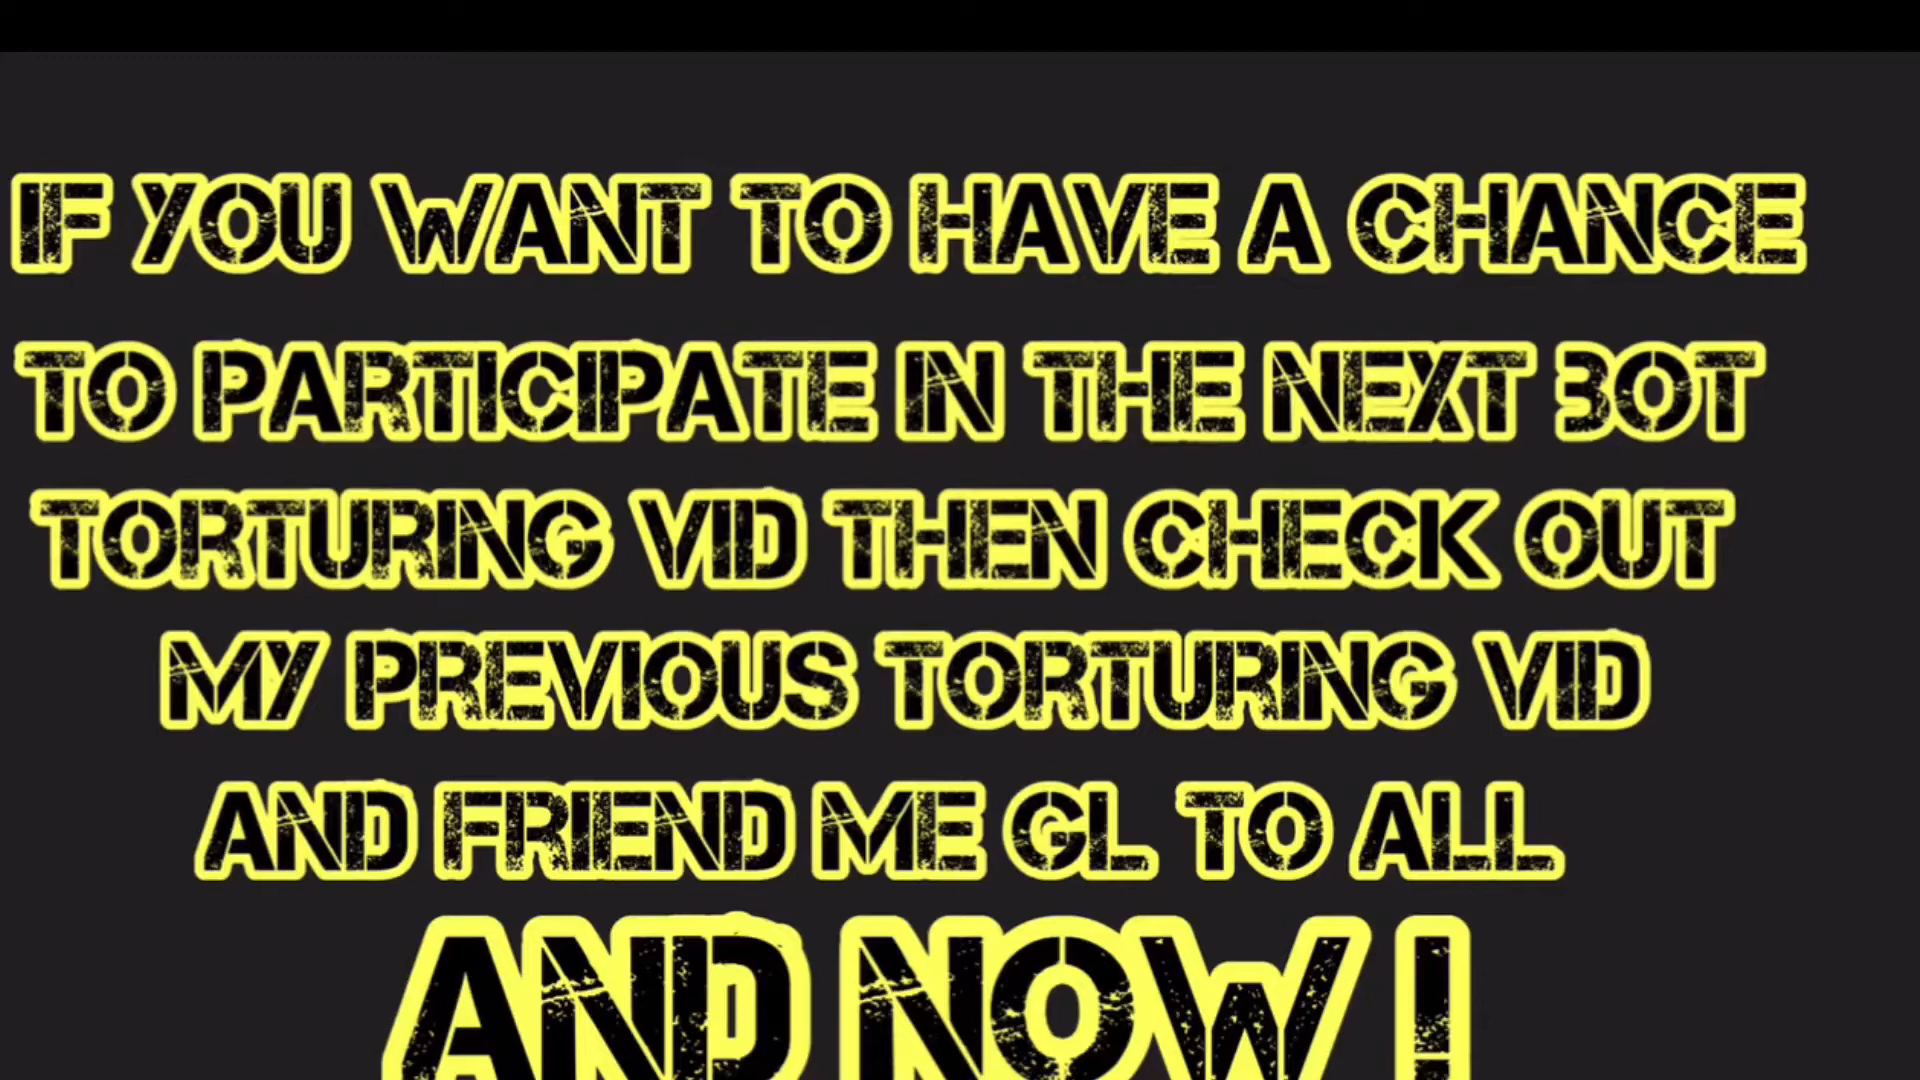 IF YOU WANT TO HAVE A CHANCE
TO PARTICIPATE IN THE NEXT BOT
TORTURING VID THEN CHECK OUT
MY PREVIOUS TORTURING VID
AND FRIEND ME GL TO ALL
AND NOW !